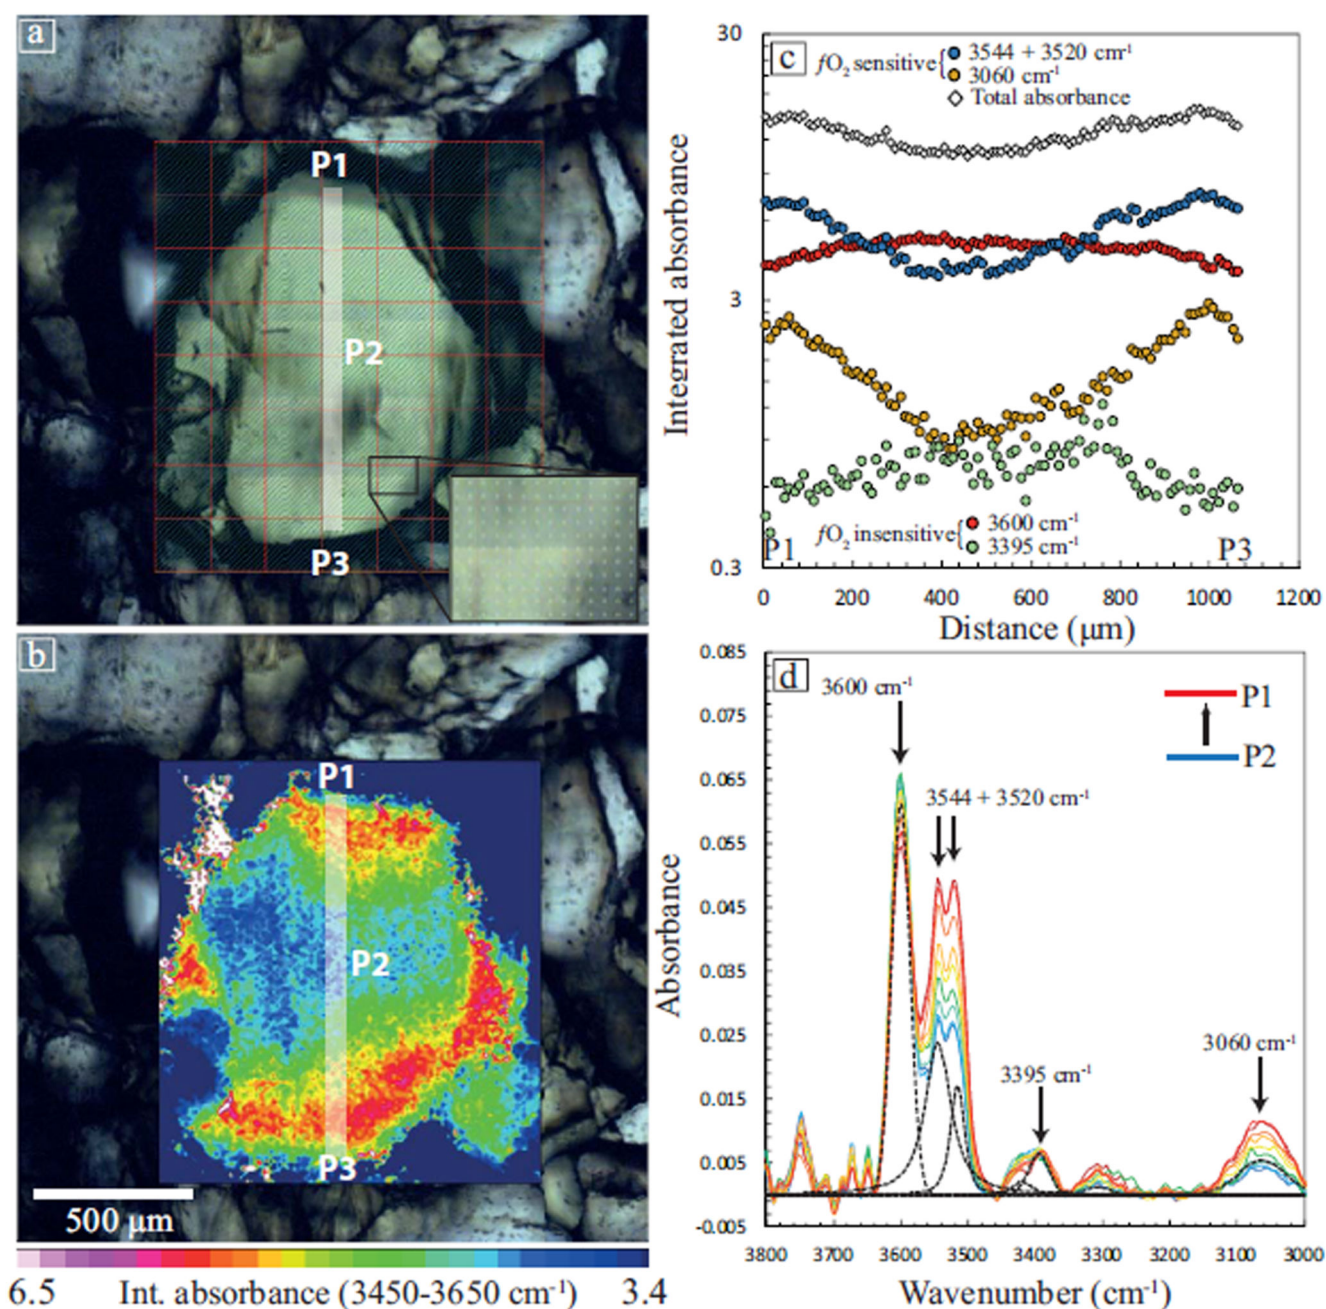 a
P1
P2
P3
b
P1
P2
P3
500 μm
6.5 Int. absorbance (3450-3650 cm⁻¹) 3.4
c
30
3
0.3
Integrated absorbance
fO₂ sensitive
3544 + 3520 cm⁻¹
3060 cm⁻¹
Total absorbance
fO₂ insensitive
3600 cm⁻¹
3395 cm⁻¹
P1 P3
0 200 400 600 800 1000 1200
Distance (μm)
d
0.085
0.075
0.065
0.055
0.045
0.035
0.025
0.015
0.005
-0.005
Absorbance
3600 cm⁻¹
P1
P2
3544 + 3520 cm⁻¹
3395 cm⁻¹
3060 cm⁻¹
3800 3700 3600 3500 3400 3300 3200 3100 3000
Wavenumber (cm⁻¹)